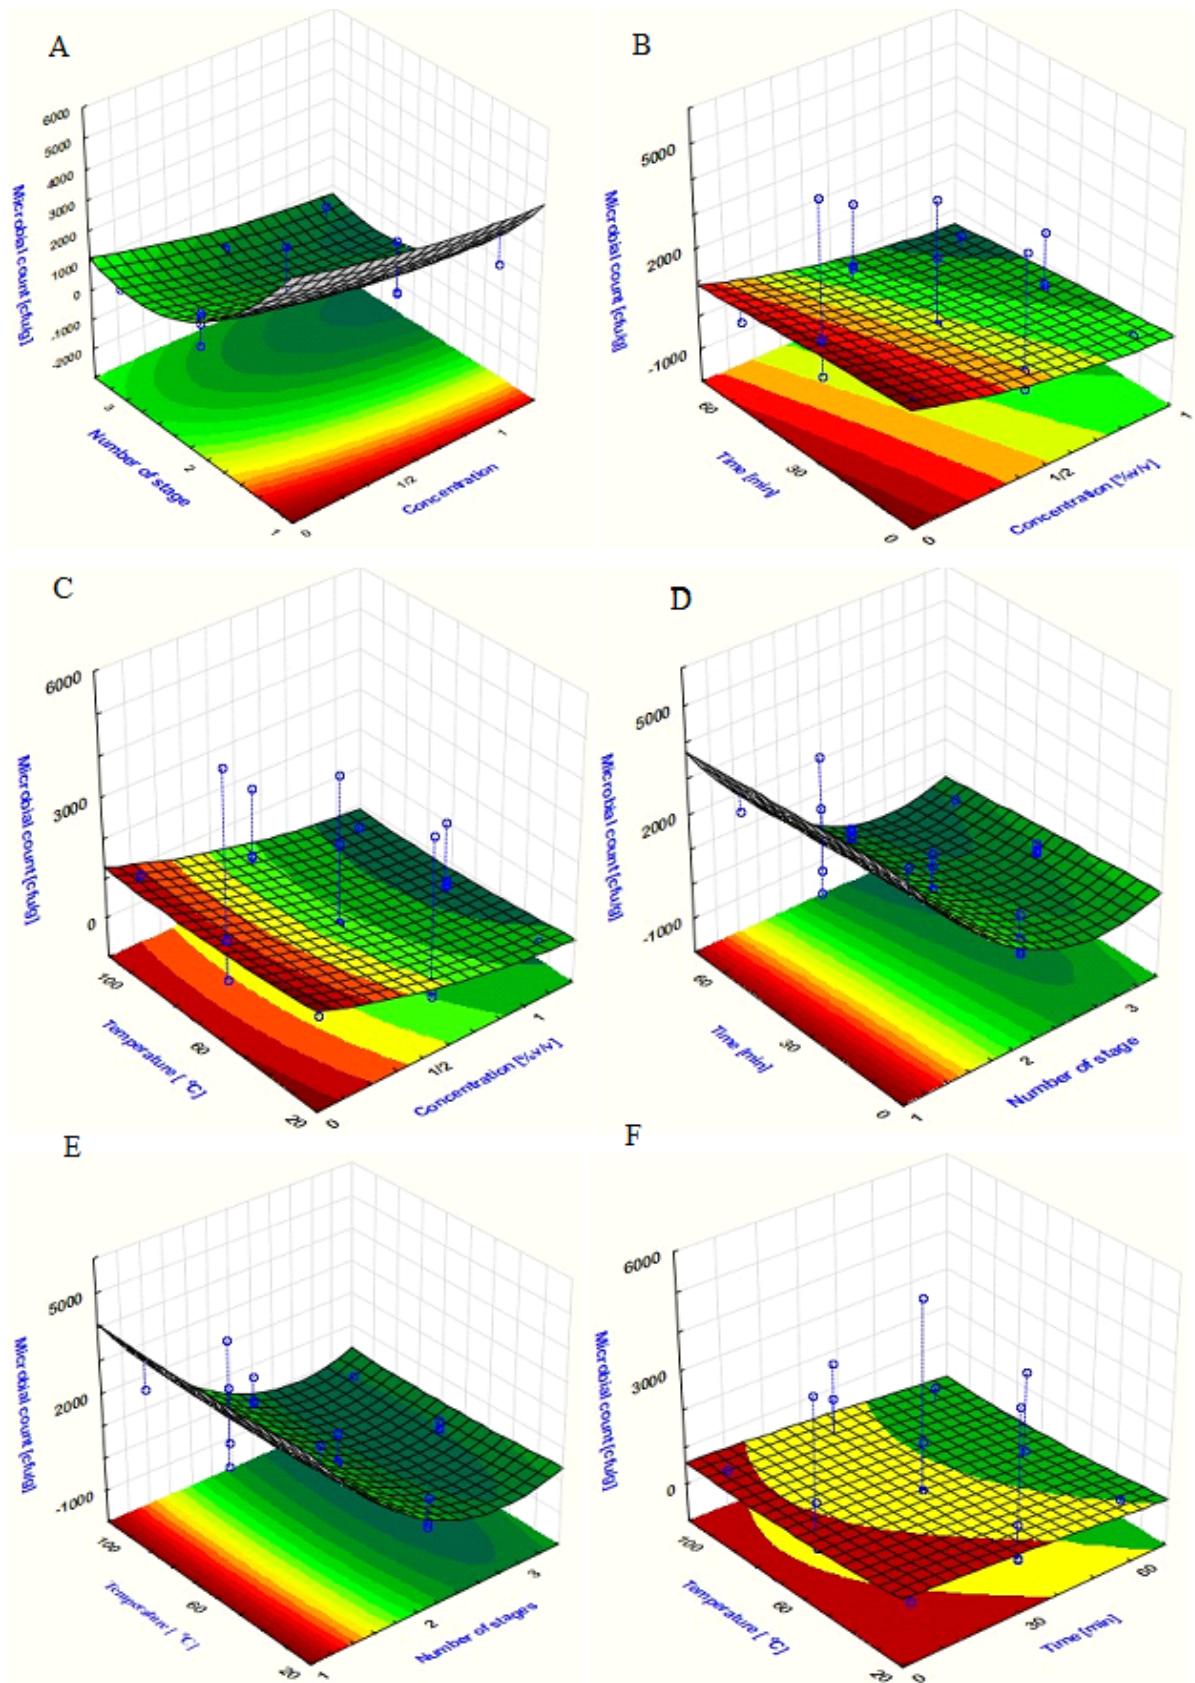 A
6000
5000
4000
3000
2000
1000
0
-1000
-2000
Microbial count [cfu/g]
3
2
1
Number of stage
0
1/2
1
Concentration
B
5000
2000
-1000
Microbial count [cfu/g]
60
30
0
Time [min]
0
1/2
1
Concentration [%v/v]
C
6000
3000
0
Microbial count [cfu/g]
100
60
20
Temperature [ °C]
0
1/2
1
Concentration [%v/v]
D
5000
2000
-1000
Microbial count [cfu/g]
60
30
0
Time [min]
1
2
3
Number of stage
E
5000
2000
-1000
Microbial count [cfu/g]
100
60
20
Temperature [ °C]
1
2
3
Number of stages
F
6000
3000
0
Microbial count [cfu/g]
100
60
20
Temperature [ °C]
0
30
60
Time [min]